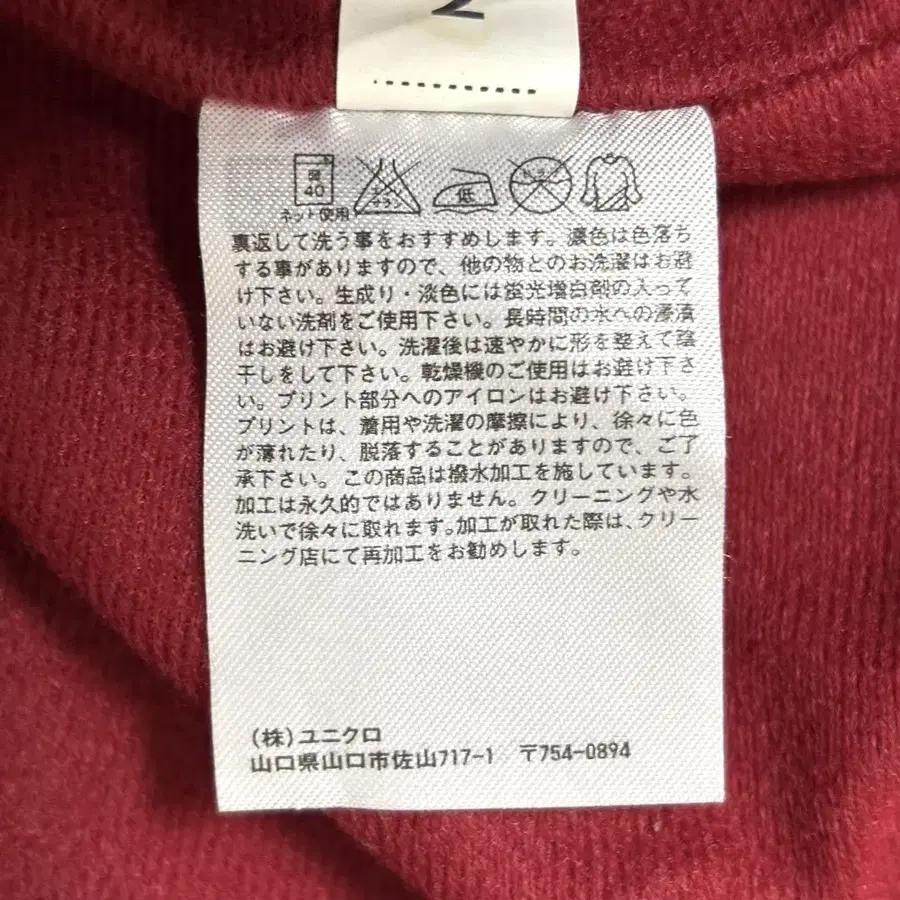 弱
40
ネット使用
エンソ
サラシ
低
ドライ
裏返して洗う事をおすすめします。濃色は色落ち
する事がありますので、他の物とのお洗濯はお避
け下さい。生成り・淡色には蛍光増白剤の入って
いない洗剤をご使用下さい。長時間の水への浸漬
はお避け下さい。洗濯後は速やかに形を整えて陰
干しをして下さい。乾燥機のご使用はお避け下さ
い。プリント部分へのアイロンはお避け下さい。
プリントは、着用や洗濯の摩擦により、徐々に色
が薄れたり、脱落することがありますので、ご了
承下さい。この商品は撥水加工を施しています。
加工は永久的ではありません。クリーニングや水
洗いで徐々に取れます。加工が取れた際は、クリー
ニング店にて再加工をお勧めします。
(株)ユニクロ
山口県山口市佐山717-1 〒754-0894